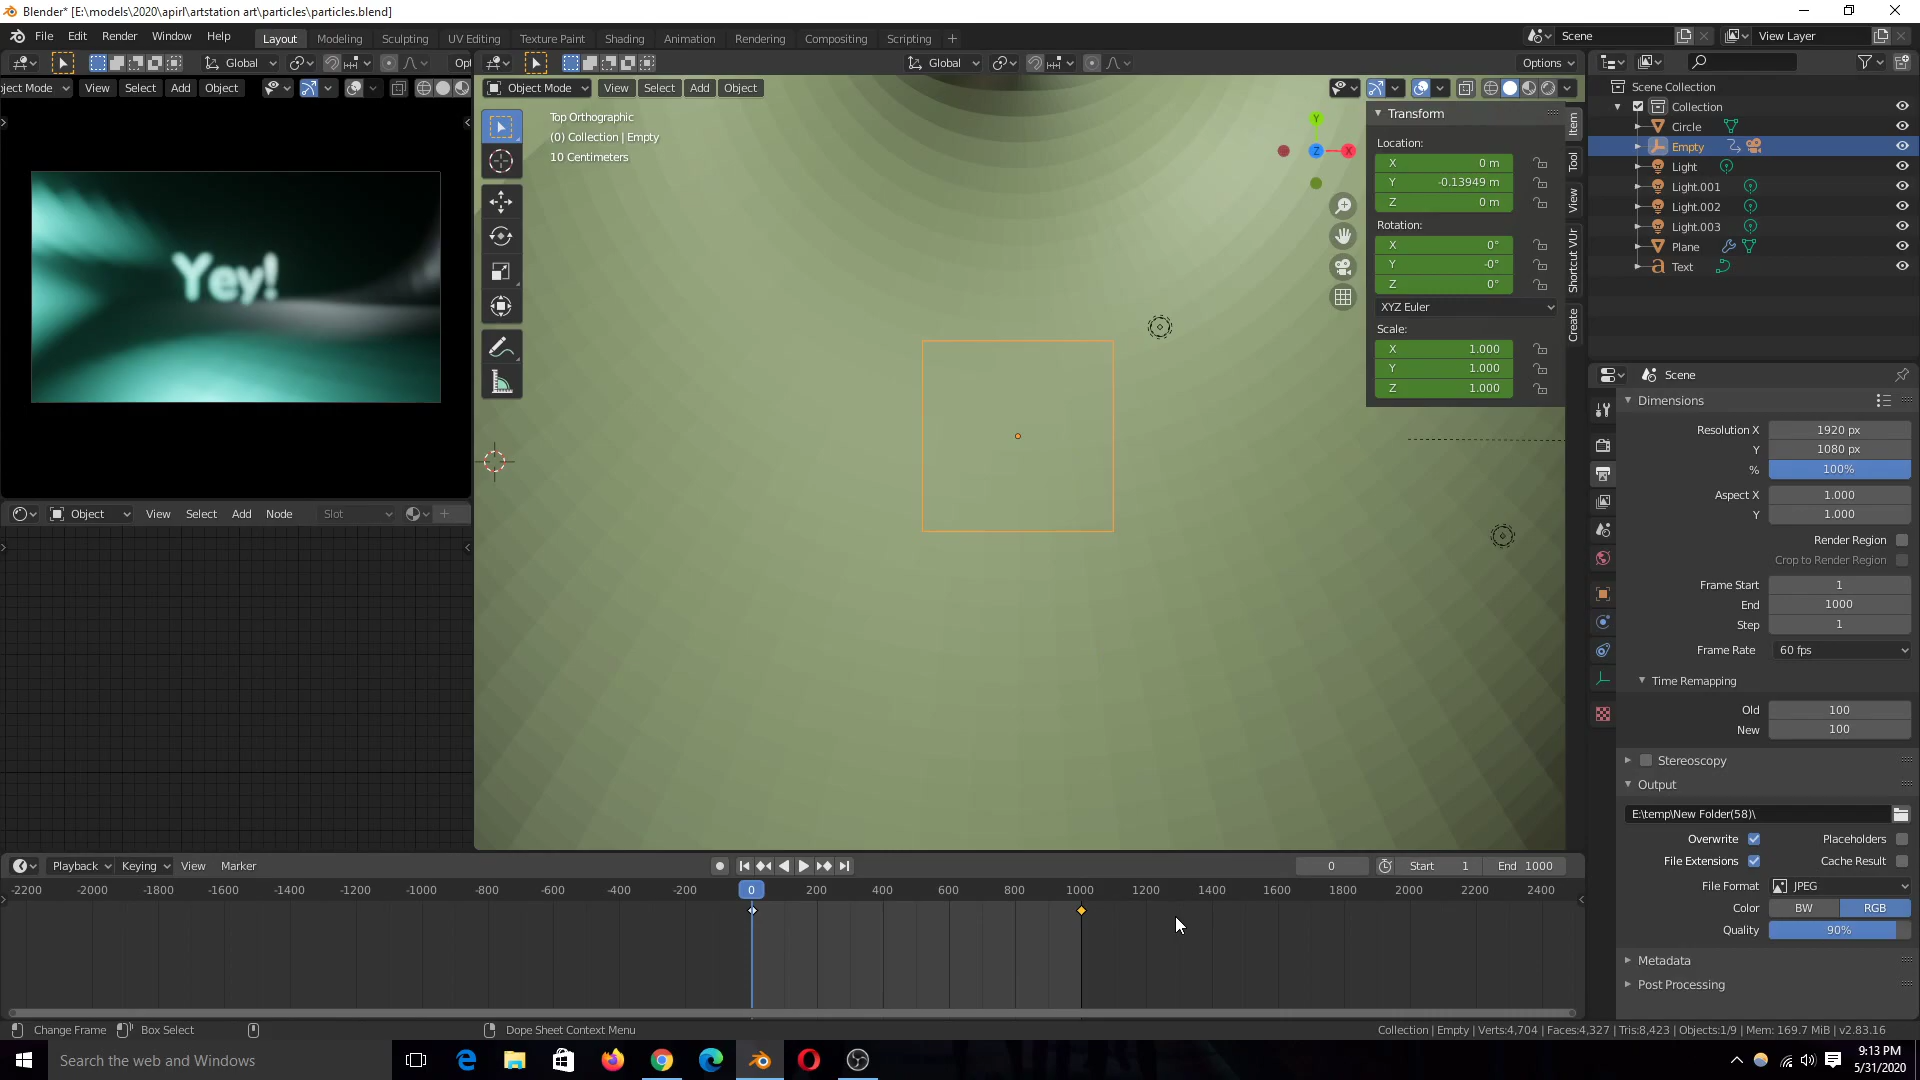 Blender* [E:\models\2020\apirl\artstation art\particles\particles.blend]
File Edit Render Window Help
Layout Modeling Sculpting UV Editing Texture Paint Shading Animation Rendering Compositing Scripting
Scene
View Layer
Global
Opt
Global
Options
bject Mode View Select Add Object
Object Mode View Select Add Object
Top Orthographic
(0) Collection | Empty
10 Centimeters
Yey!
Y
Z
X
Transform
Location:
X 0 m
Y -0.13949 m
Z 0 m
Rotation:
X 0°
Y -0°
Z 0°
XYZ Euler
Scale:
X 1.000
Y 1.000
Z 1.000
Item
Tool
View
Shortcut VUr
Create
Scene Collection
Collection
Circle
Empty
Light
Light.001
Light.002
Light.003
Plane
Text
Scene
Dimensions
Resolution X 1920 px
Y 1080 px
% 100%
Aspect X 1.000
Y 1.000
Render Region
Crop to Render Region
Frame Start 1
End 1000
Step 1
Frame Rate 60 fps
Time Remapping
Old 100
New 100
Stereoscopy
Output
E:\temp\New Folder(58)\
Overwrite Placeholders
File Extensions Cache Result
File Format JPEG
Color BW RGB
Quality 90%
Metadata
Post Processing
Object View Select Add Node Slot
Playback Keying View Marker
0 Start 1 End 1000
-2200 -2000 -1800 -1600 -1400 -1200 -1000 -800 -600 -400 -200 0 200 400 600 800 1000 1200 1400 1600 1800 2000 2200 2400
Change Frame Box Select Dope Sheet Context Menu
Collection | Empty | Verts:4,704 | Faces:4,327 | Tris:8,423 | Objects:1/9 | Mem: 169.7 MiB | v2.83.16
Search the web and Windows
9:13 PM
5/31/2020